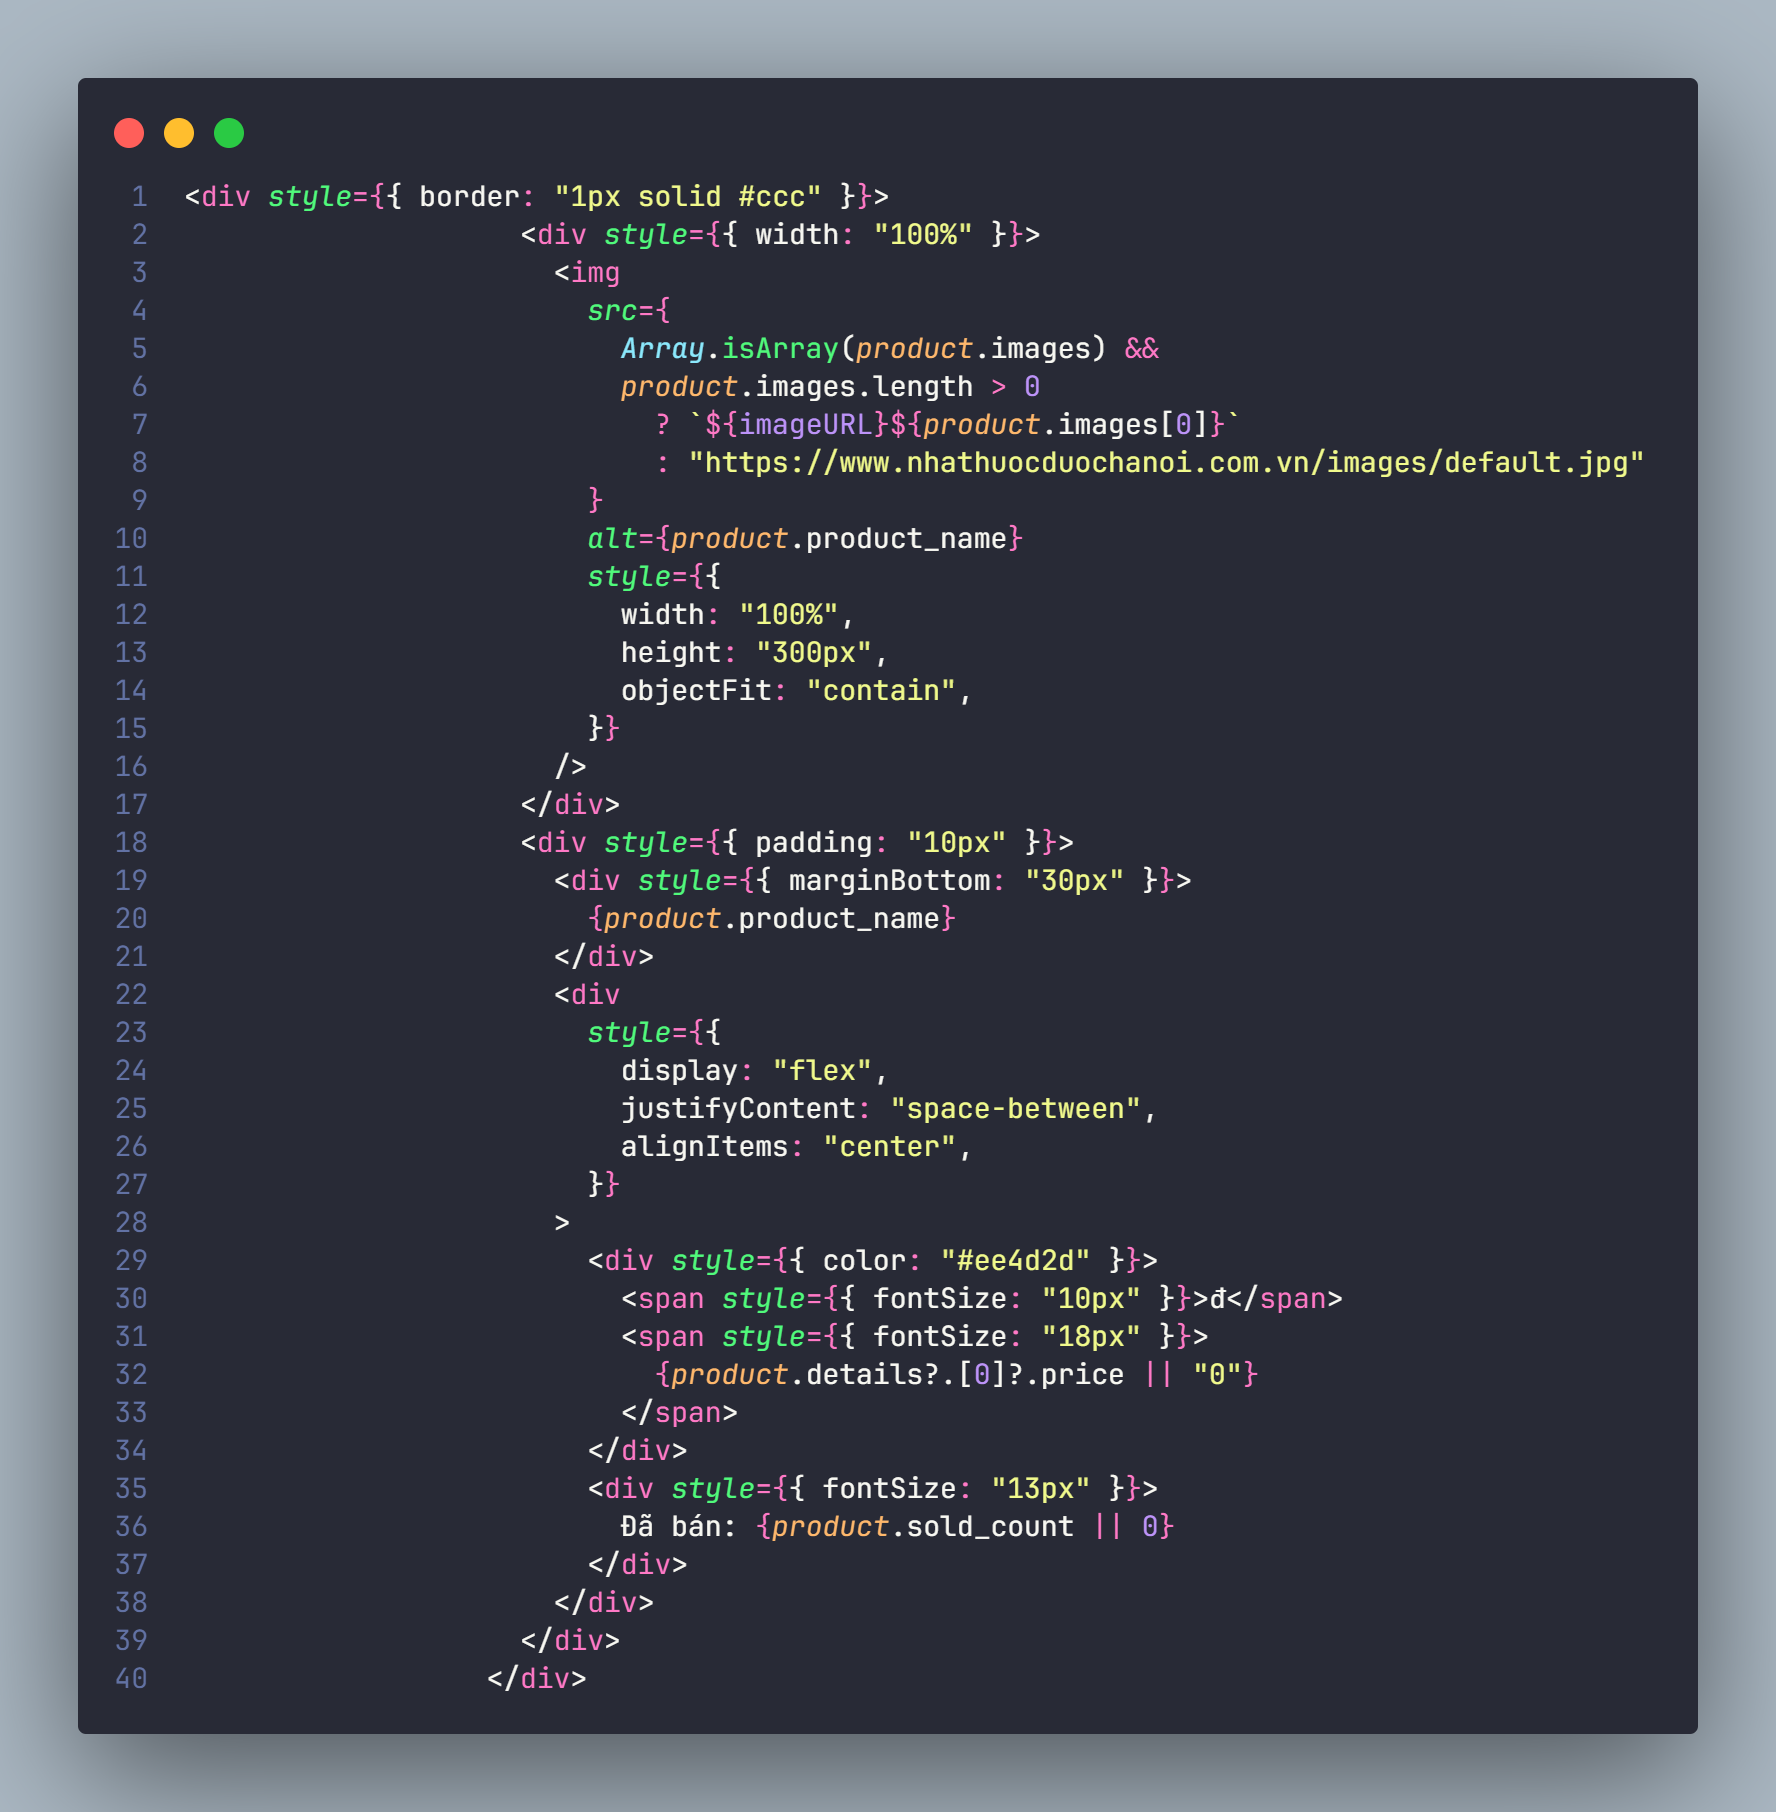 1 <div style={{ border: "1px solid #ccc" }}>
2                     <div style={{ width: "100%" }}>
3                       <img
4                         src={
5                           Array.isArray(product.images) &&
6                           product.images.length > 0
7                             ? `${imageURL}${product.images[0]}`
8                             : "https://www.nhathuocduochanoi.com.vn/images/default.jpg"
9                         }
10                         alt={product.product_name}
11                         style={{
12                           width: "100%",
13                           height: "300px",
14                           objectFit: "contain",
15                         }}
16                       />
17                     </div>
18                     <div style={{ padding: "10px" }}>
19                       <div style={{ marginBottom: "30px" }}>
20                         {product.product_name}
21                       </div>
22                       <div
23                         style={{
24                           display: "flex",
25                           justifyContent: "space-between",
26                           alignItems: "center",
27                         }}
28                       >
29                         <div style={{ color: "#ee4d2d" }}>
30                           <span style={{ fontSize: "10px" }}>đ</span>
31                           <span style={{ fontSize: "18px" }}>
32                             {product.details?.[0]?.price || "0"}
33                           </span>
34                         </div>
35                         <div style={{ fontSize: "13px" }}>
36                           Đã bán: {product.sold_count || 0}
37                         </div>
38                       </div>
39                     </div>
40                   </div>